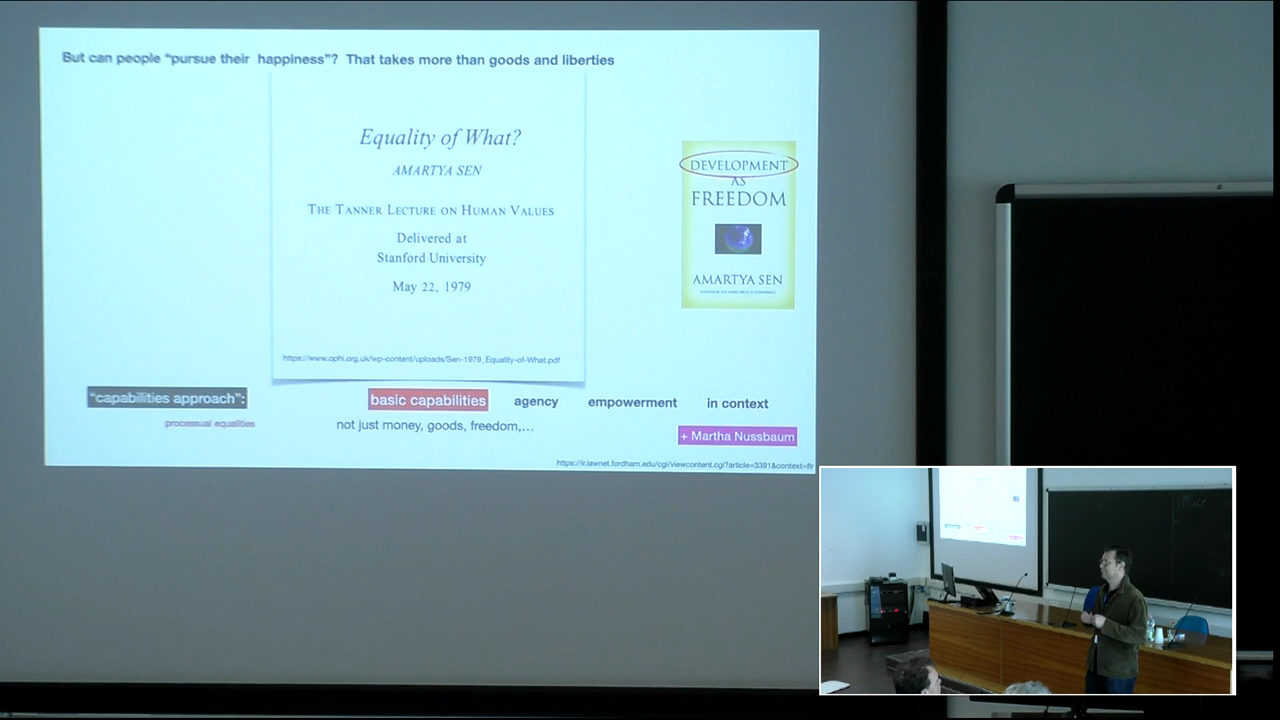 But can people “pursue their happiness”? That takes more than goods and liberties
Equality of What?
AMARTYA SEN
THE TANNER LECTURE ON HUMAN VALUES
Delivered at
Stanford University
May 22, 1979
https://www.ophi.org.uk/wp-content/uploads/Sen-1979_Equality-of-What.pdf
DEVELOPMENT
AS
FREEDOM
AMARTYA SEN
“capabilities approach”:
processual equalities
basic capabilities
agency
empowerment
in context
not just money, goods, freedom,…
+ Martha Nussbaum
https://ir.lawnet.fordham.edu/cgi/viewcontent.cgi?article=3391&context=flr